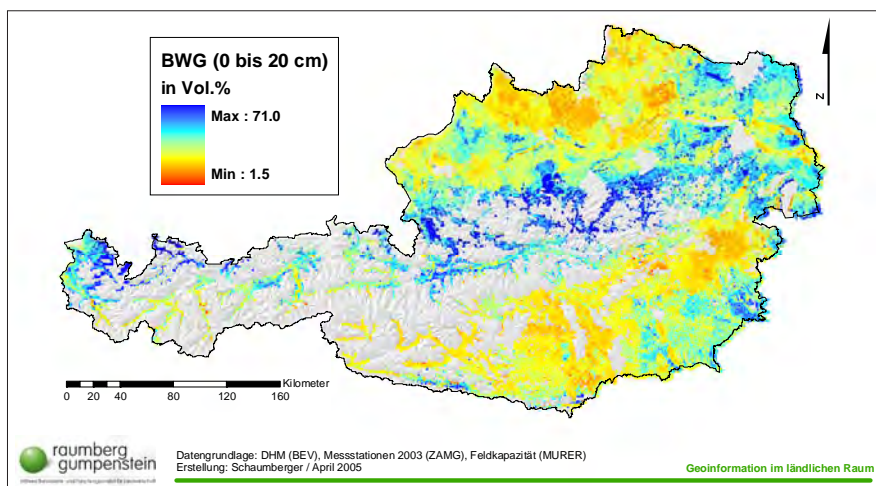 BWG (0 bis 20 cm)
in Vol.%
Max : 71.0
Min : 1.5
N
Kilometer
0 10 20 40 80 120 160
raumberg
gumpenstein
Datengrundlage: DHM (BEV), Messstationen 2003 (ZAMG), Feldkapazität (MURER)
Erstellung: Schaumberger / April 2005
Geoinformation im ländlichen Raum